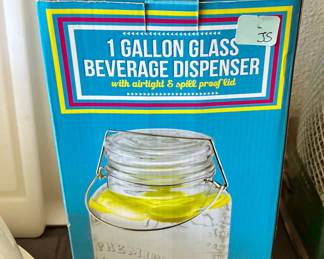 1 GALLON GLASS
JS
BEVERAGE DISPENSER
with airtight & spill proof lid